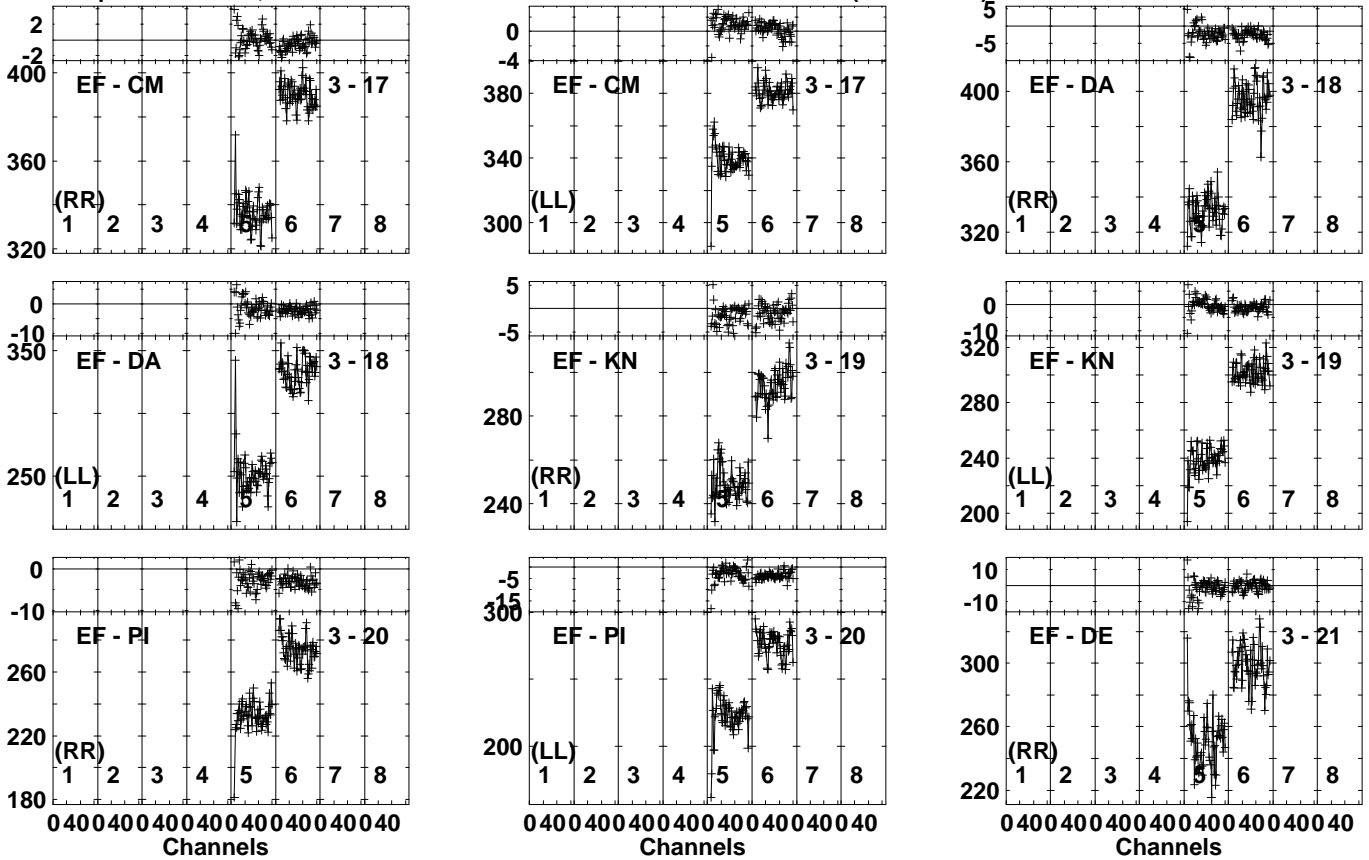 2
-2
400 EF - CM 3 - 17
360
(RR)
1 2 3 4 5 6 7 8
320
0
-4
380 EF - CM 3 - 17
340
(LL)
300 1 2 3 4 5 6 7 8
5
-5
400 EF - DA 3 - 18
360
(RR)
320 1 2 3 4 5 6 7 8
0
-10
350 EF - DA 3 - 18
250 (LL)
1 2 3 4 5 6 7 8
5
-5
EF - KN 3 - 19
280
(RR)
240 1 2 3 4 5 6 7 8
0
-10
320 EF - KN 3 - 19
280
240
(LL)
200 1 2 3 4 5 6 7 8
0
-10
EF - PI 3 - 20
260
220
(RR)
1 2 3 4 5 6 7 8
180
0 40 0 40 0 40 0 40 0 40 0 40 0 40 0 40
Channels
-5
-15
300 EF - PI 3 - 20
200 (LL)
1 2 3 4 5 6 7 8
0 40 0 40 0 40 0 40 0 40 0 40 0 40 0 40
Channels
10
-10
EF - DE 3 - 21
300
260
(RR)
220 1 2 3 4 5 6 7 8
0 40 0 40 0 40 0 40 0 40 0 40 0 40 0 40
Channels